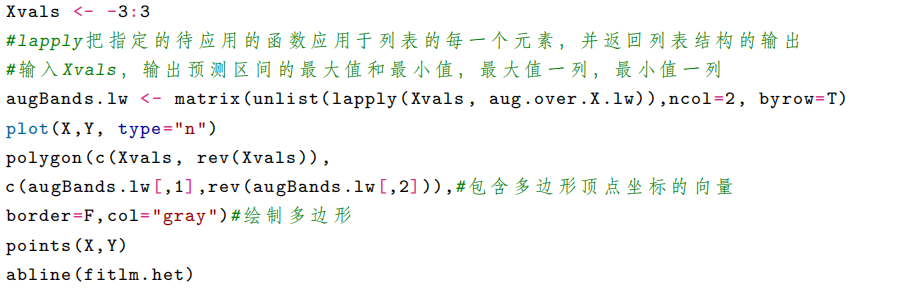 Xvals <- -3:3
#lapply把指定的待应用的函数应用于列表的每一个元素, 并返回列表结构的输出
#输入Xvals, 输出预测区间的最大值和最小值, 最大值一列, 最小值一列
augBands.lw <- matrix(unlist(lapply(Xvals, aug.over.X.lw)),ncol=2, byrow=T)
plot(X,Y, type="n")
polygon(c(Xvals, rev(Xvals)),
c(augBands.lw[,1],rev(augBands.lw[,2])),#包含多边形顶点坐标的向量
border=F,col="gray")#绘制多边形
points(X,Y)
abline(fitlm.het)